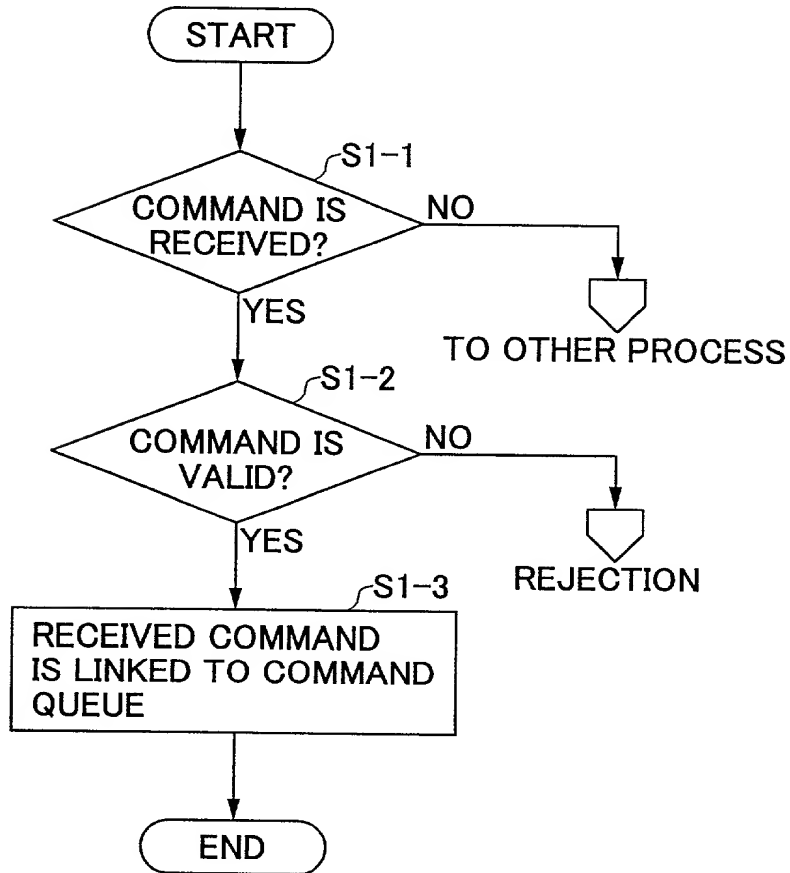 START
S1-1
COMMAND IS
RECEIVED?
NO
YES
TO OTHER PROCESS
S1-2
COMMAND IS
VALID?
NO
YES
REJECTION
S1-3
RECEIVED COMMAND
IS LINKED TO COMMAND
QUEUE
END